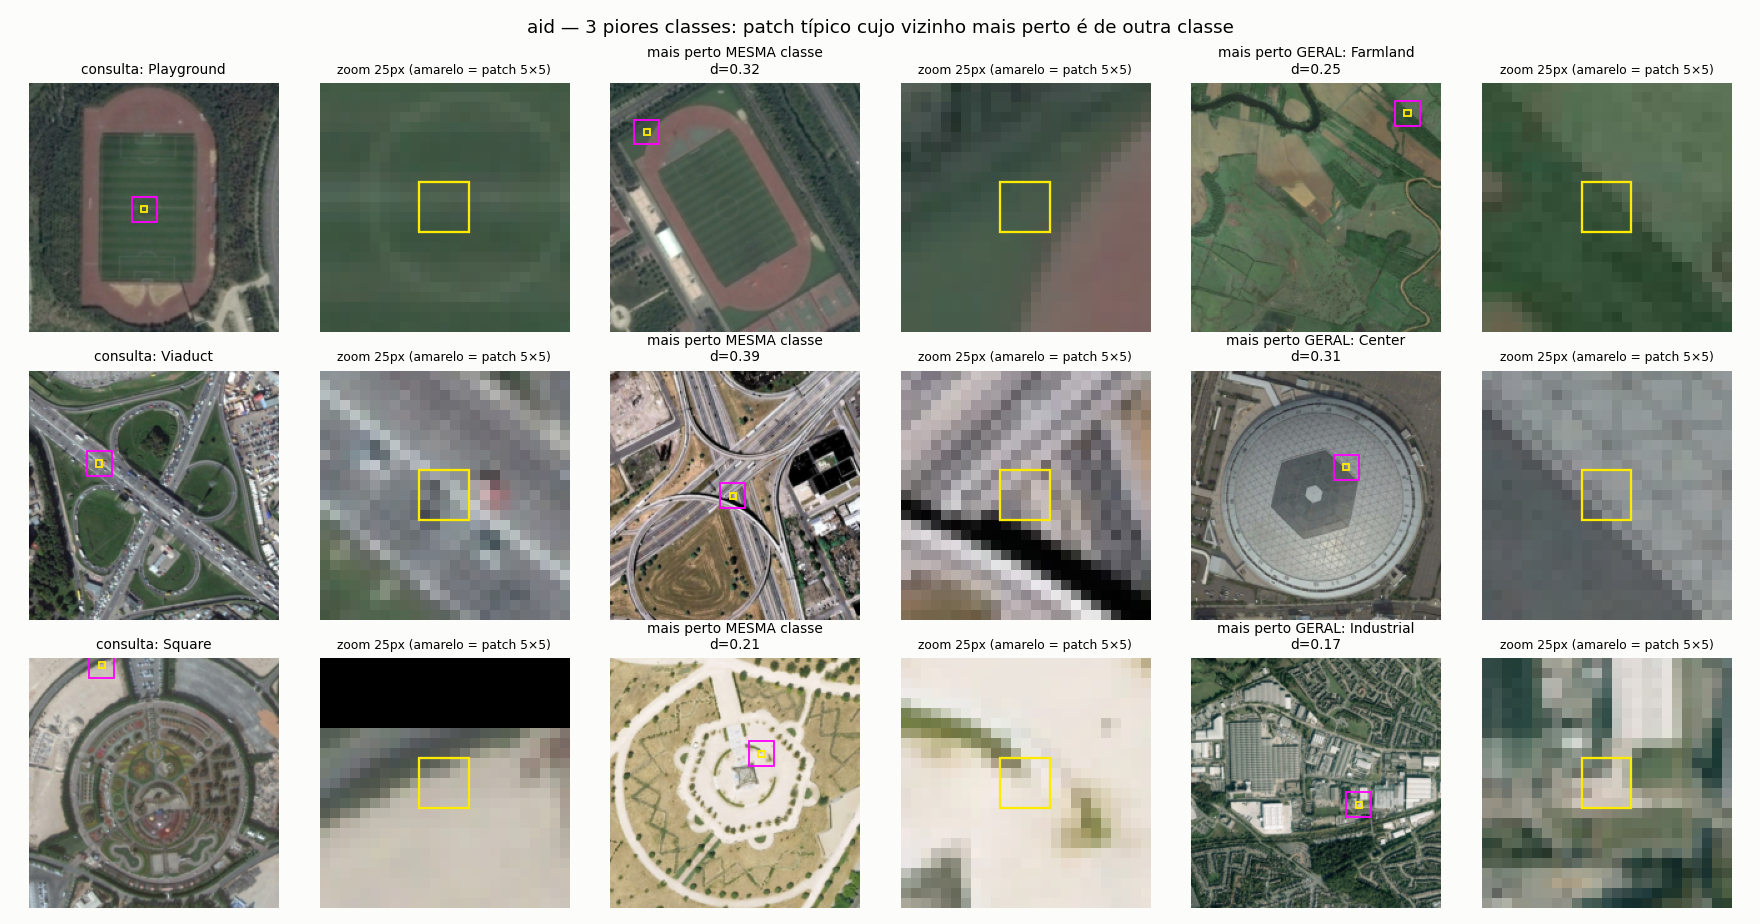 aid — 3 piores classes: patch típico cujo vizinho mais perto é de outra classe
consulta: Playground
zoom 25px (amarelo = patch 5×5)
mais perto MESMA classe
d=0.32
zoom 25px (amarelo = patch 5×5)
mais perto GERAL: Farmland
d=0.25
zoom 25px (amarelo = patch 5×5)
consulta: Viaduct
zoom 25px (amarelo = patch 5×5)
mais perto MESMA classe
d=0.39
zoom 25px (amarelo = patch 5×5)
mais perto GERAL: Center
d=0.31
zoom 25px (amarelo = patch 5×5)
consulta: Square
zoom 25px (amarelo = patch 5×5)
mais perto MESMA classe
d=0.21
zoom 25px (amarelo = patch 5×5)
mais perto GERAL: Industrial
d=0.17
zoom 25px (amarelo = patch 5×5)